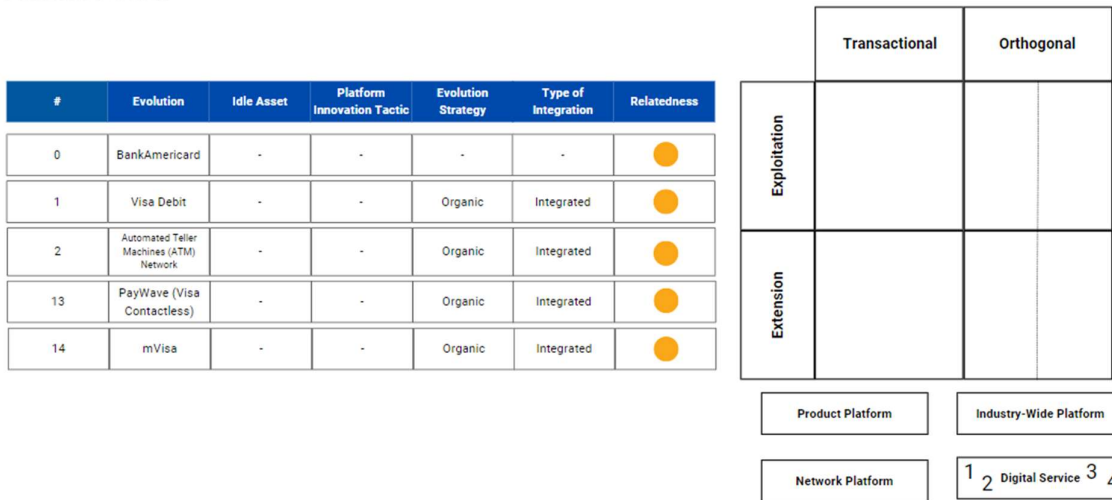 Transactional Orthogonal
# Evolution Idle Asset Platform Innovation Tactic Evolution Strategy Type of Integration Relatedness
0 BankAmericard - - - -
1 Visa Debit - - Organic Integrated
2 Automated Teller Machines (ATM) Network - - Organic Integrated
13 PayWave (Visa Contactless) - - Organic Integrated
14 mVisa - - Organic Integrated
Exploitation
Extension
Product Platform Industry-Wide Platform
Network Platform 1 2 Digital Service 3